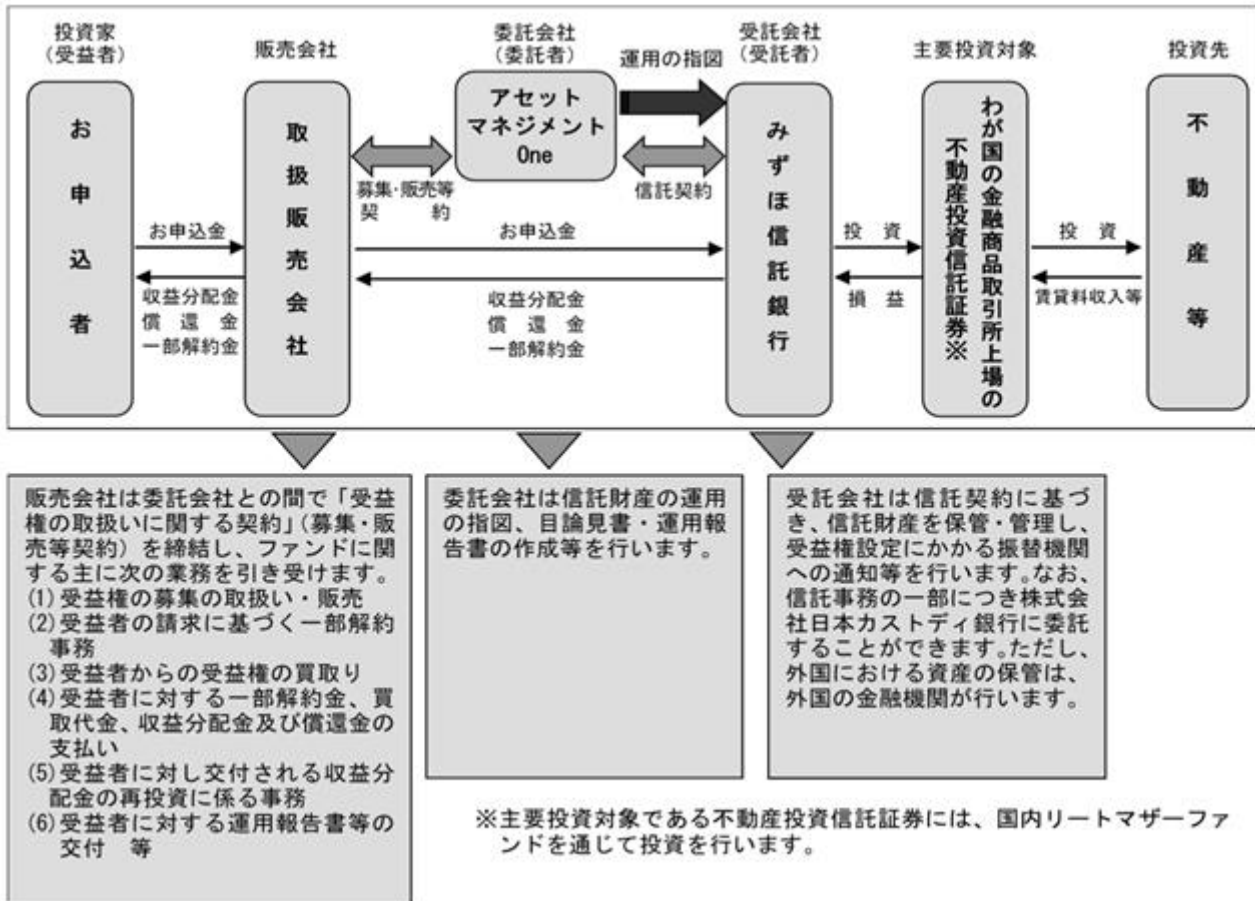 投資家
(受益者)
販売会社
委託会社
(委託者)
運用の指図
受託会社
(受託者)
主要投資対象
投資先
お申込者
取扱販売会社
アセット
マネジメント
One
みずほ信託銀行
わが国の金融商品取引所上場の
不動産投資信託証券※
不動産等
募集・販売等
契　約
信託契約
お申込金
収益分配金
償 還 金
一部解約金
お申込金
収益分配金
償 還 金
一部解約金
投 資
損 益
投 資
賃貸料収入等
販売会社は委託会社との間で「受益
権の取扱いに関する契約」(募集・販
売等契約) を締結し、ファンドに関
する主に次の業務を引き受けます。
(1)受益権の募集の取扱い・販売
(2)受益者の請求に基づく一部解約
事務
(3)受益者からの受益権の買取り
(4)受益者に対する一部解約金、買
取代金、収益分配金及び償還金の
支払い
(5)受益者に対し交付される収益分
配金の再投資に係る事務
(6)受益者に対する運用報告書等の
交付　等
委託会社は信託財産の運用
の指図、目論見書・運用報
告書の作成等を行います。
受託会社は信託契約に基づ
き、信託財産を保管・管理し、
受益権設定にかかる振替機関
への通知等を行います。なお、
信託事務の一部につき株式会
社日本カストディ銀行に委託
することができます。ただし、
外国における資産の保管は、
外国の金融機関が行います。
※主要投資対象である不動産投資信託証券には、国内リートマザーファ
ンドを通じて投資を行います。